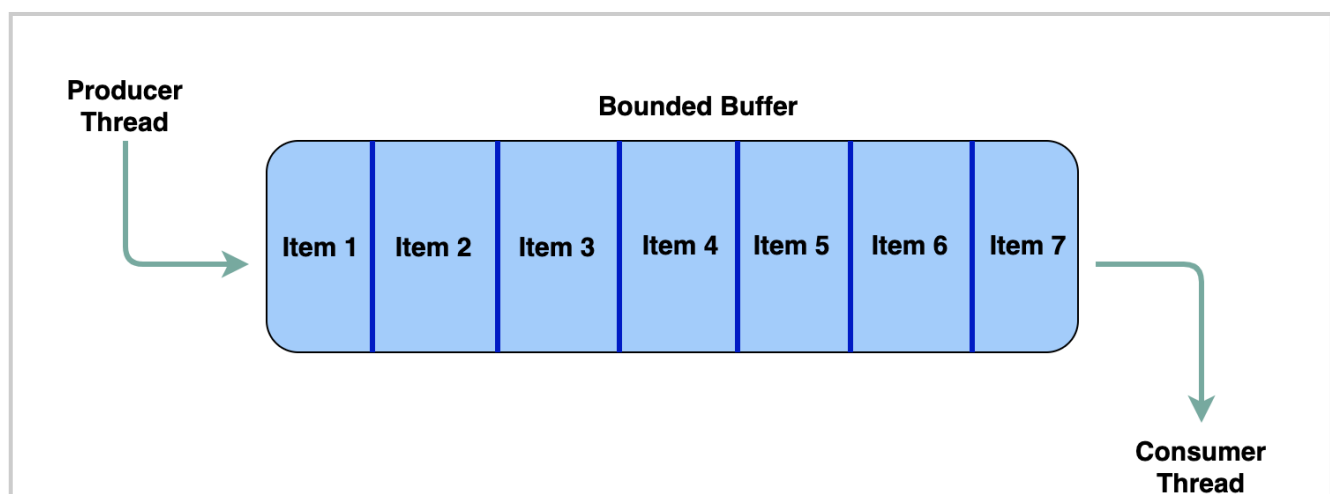 Producer
Thread
Bounded Buffer
Item 1
Item 2
Item 3
Item 4
Item 5
Item 6
Item 7
Consumer
Thread